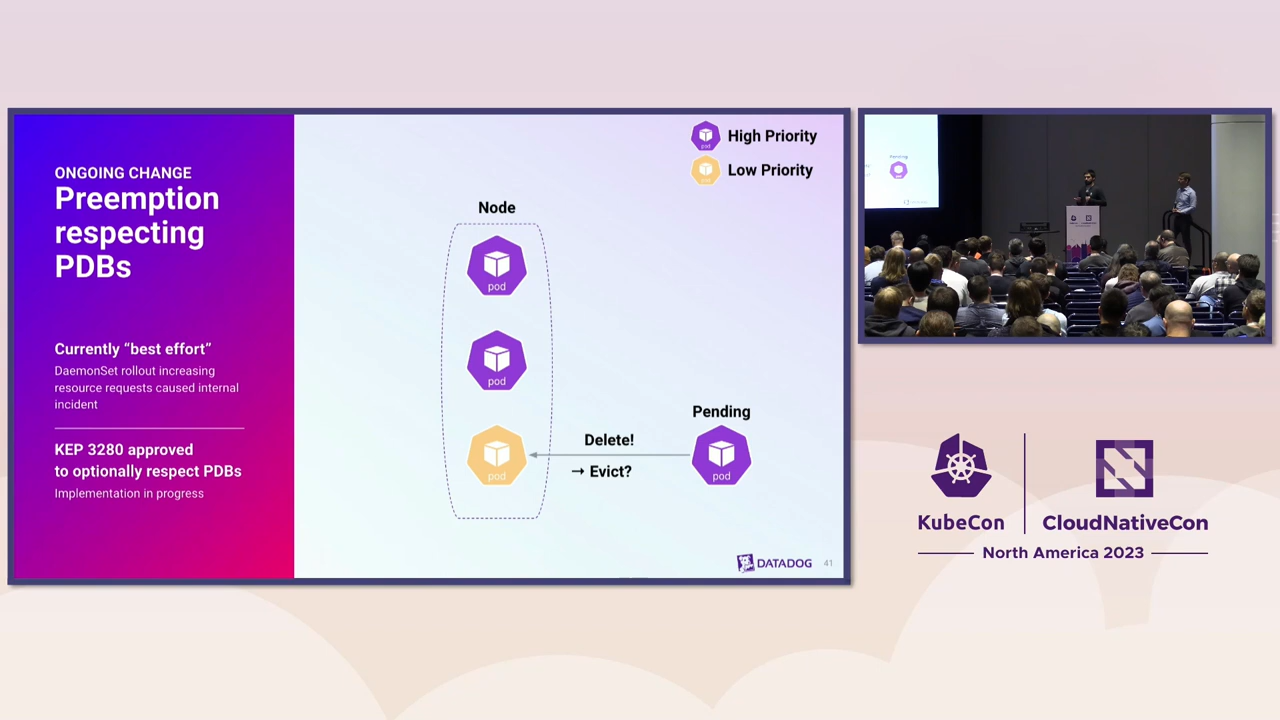 ONGOING CHANGE
Preemption
respecting
PDBs
Currently “best effort”
DaemonSet rollout increasing
resource requests caused internal
incident
KEP 3280 approved
to optionally respect PDBs
Implementation in progress
High Priority
Low Priority
Node
pod
pod
pod
Delete!
→ Evict?
Pending
pod
DATADOG
41
Pending
KubeCon
CloudNativeCon
North America 2023